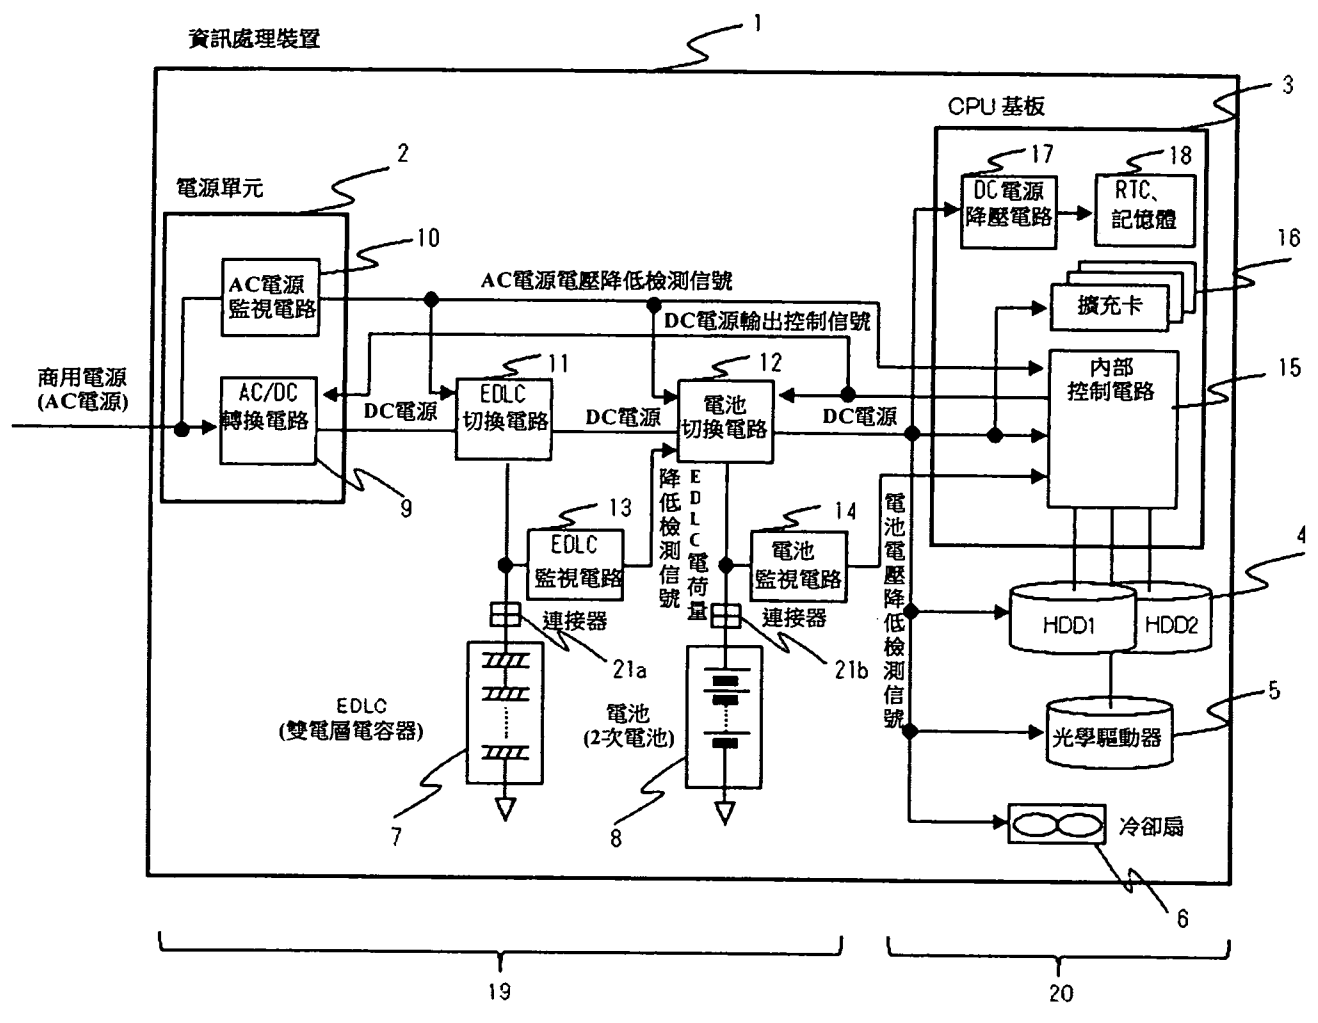 資訊處理裝置
1
3
CPU 基板
2
電源單元
17
18
DC電源
降壓電路
RTC、
記憶體
10
AC電源
監視電路
AC電源電壓降低檢測信號
16
擴充卡
DC電源輸出控制信號
商用電源
(AC電源)
AC/DC
轉換電路
DC電源
11
EDLC
切換電路
DC電源
12
電池
切換電路
DC電源
內部
控制電路
15
9
13
EDLC
監視電路
降低檢測信號
EDLC電荷量
14
電池
監視電路
電池電壓降低檢測信號
4
連接器
21a
連接器
21b
HDD1
HDD2
EDLC
(雙電層電容器)
7
電池
(2次電池)
8
5
光學驅動器
冷卻扇
6
19
20